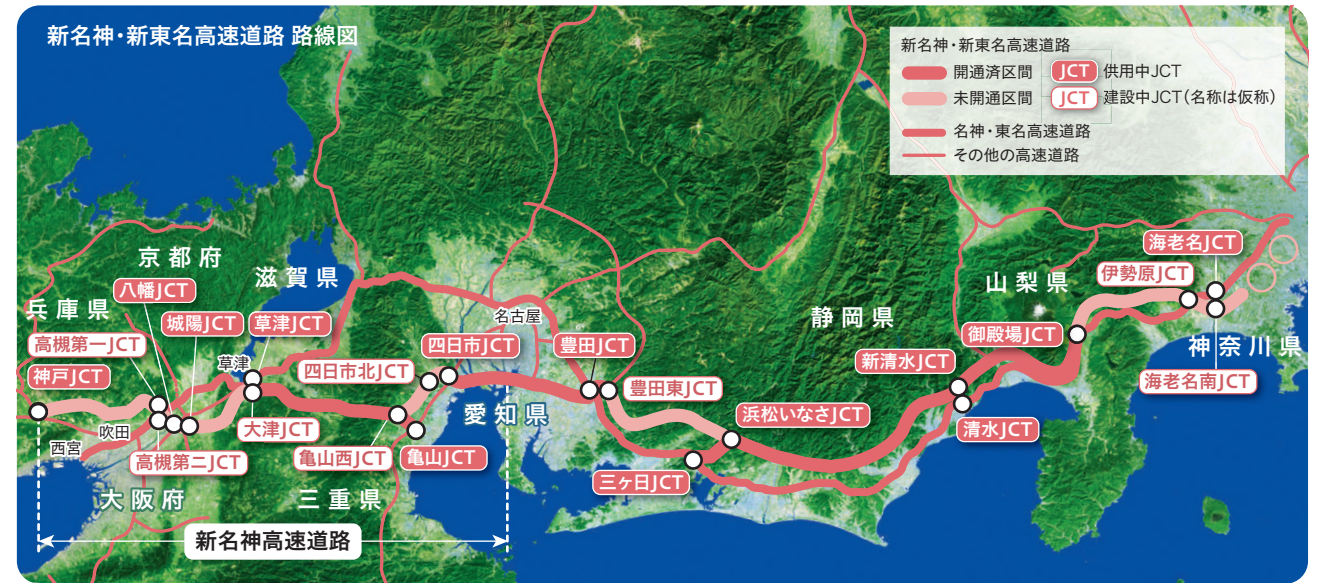 新名神・新東名高速道路 路線図
新名神・新東名高速道路
開通済区間
JCT 供用中JCT
未開通区間
JCT 建設中JCT(名称は仮称)
名神・東名高速道路
その他の高速道路
京都府
滋賀県
兵庫県
八幡JCT
城陽JCT
草津JCT
高槻第一JCT
神戸JCT
草津
吹田
西宮
大津JCT
高槻第二JCT
大阪府
三重県
四日市北JCT
四日市JCT
亀山西JCT
亀山JCT
名古屋
愛知県
豊田JCT
豊田東JCT
浜松いなさJCT
三ヶ日JCT
静岡県
新清水JCT
清水JCT
山梨県
御殿場JCT
伊勢原JCT
海老名JCT
神奈川県
海老名南JCT
新名神高速道路